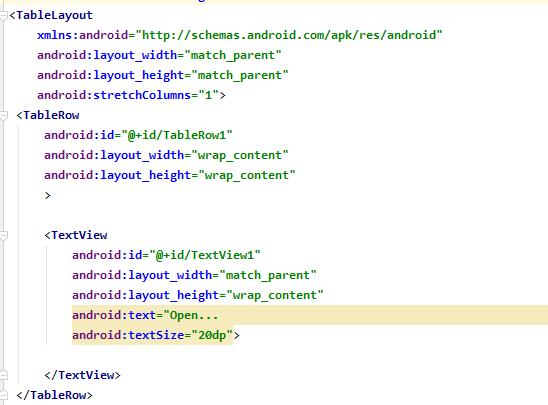 <TableLayout
xmlns:android="http://schemas.android.com/apk/res/android"
android:layout_width="match_parent"
android:layout_height="match_parent"
android:stretchColumns="1">
<TableRow
android:id="@+id/TableRow1"
android:layout_width="wrap_content"
android:layout_height="wrap_content"
>
<TextView
android:id="@+id/TextView1"
android:layout_width="match_parent"
android:layout_height="wrap_content"
android:text="Open...
android:textSize="20dp">
</TextView>
</TableRow>